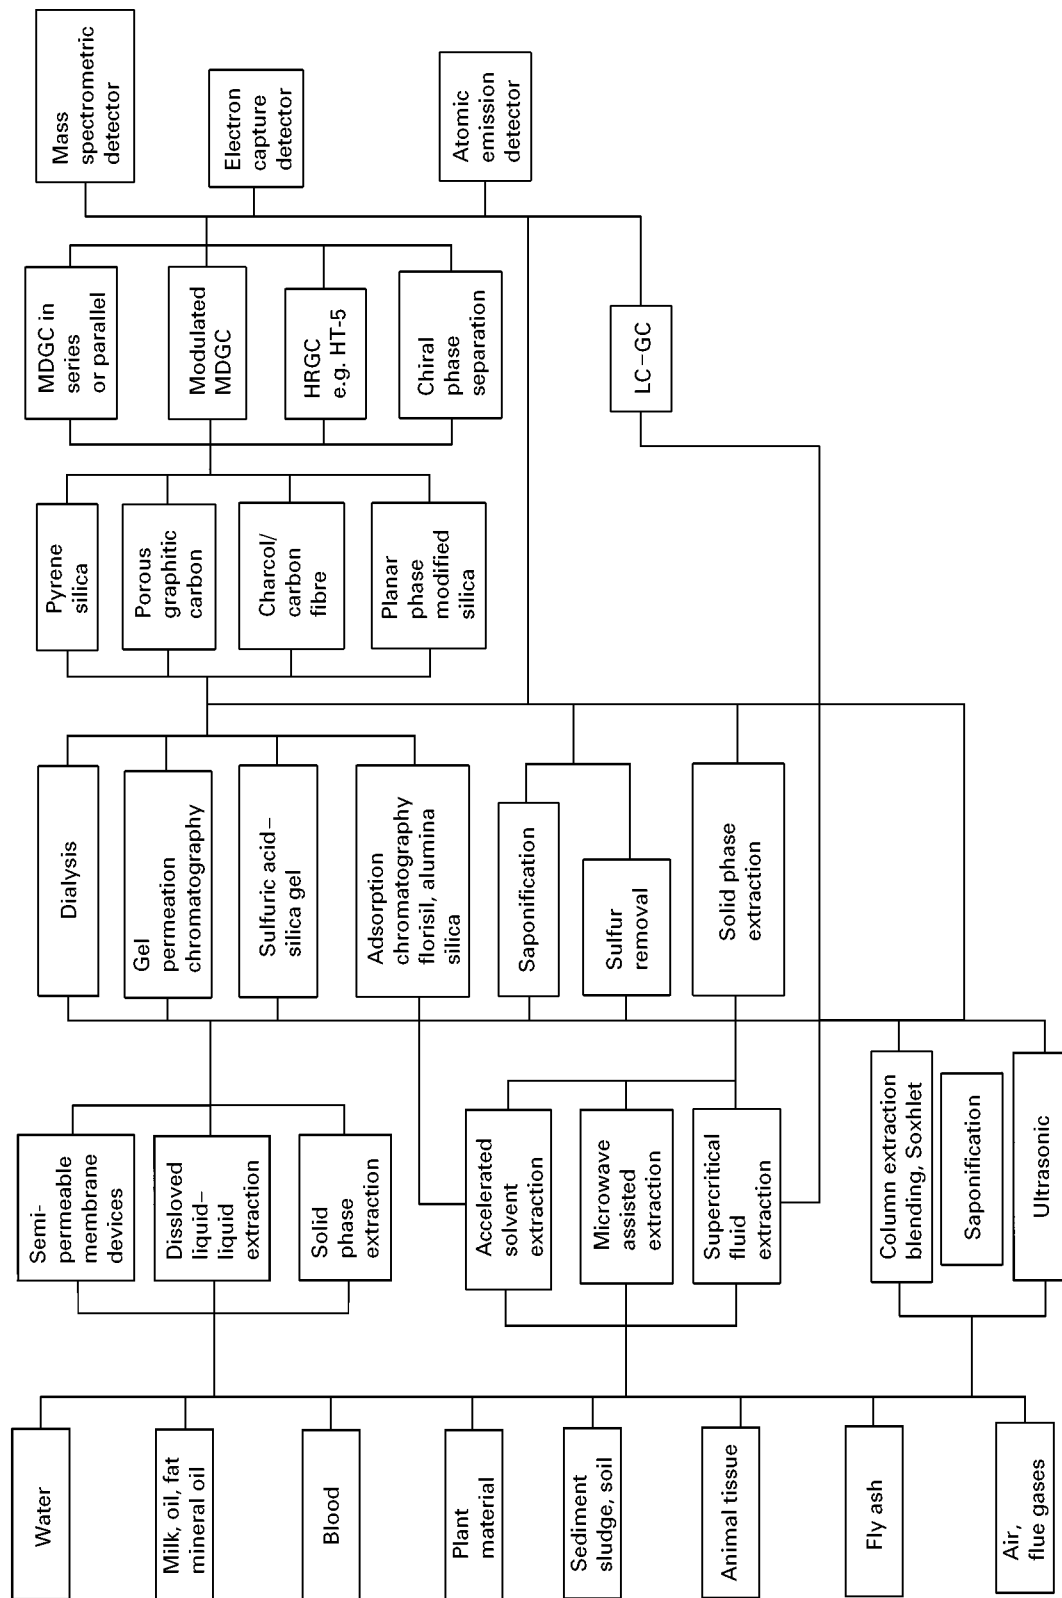 Water
Milk, oil, fat
mineral oil
Blood
Plant
material
Sediment
sludge, soil
Animal tissue
Fly ash
Air,
flue gases
Semi-
permeable
membrane
devices
Dissloved
liquid–
liquid
extraction
Solid
phase
extraction
Accelerated
solvent
extraction
Microwave
assisted
extraction
Supercritical
fluid
extraction
Column extraction
blending, Soxhlet
Saponification
Ultrasonic
Dialysis
Gel
permeation
chromatography
Sulfuric acid–
silica gel
Adsorption
chromatography
florisil, alumina
silica
Saponification
Sulfur
removal
Solid phase
extraction
Pyrene
silica
Porous
graphitic
carbon
Charcol/
carbon
fibre
Planar
phase
modified
silica
MDGC in
series
or parallel
Modulated
MDGC
HRGC
e.g. HT-5
Chiral
phase
separation
LC–GC
Mass
spectrometric
detector
Electron
capture
detector
Atomic
emission
detector